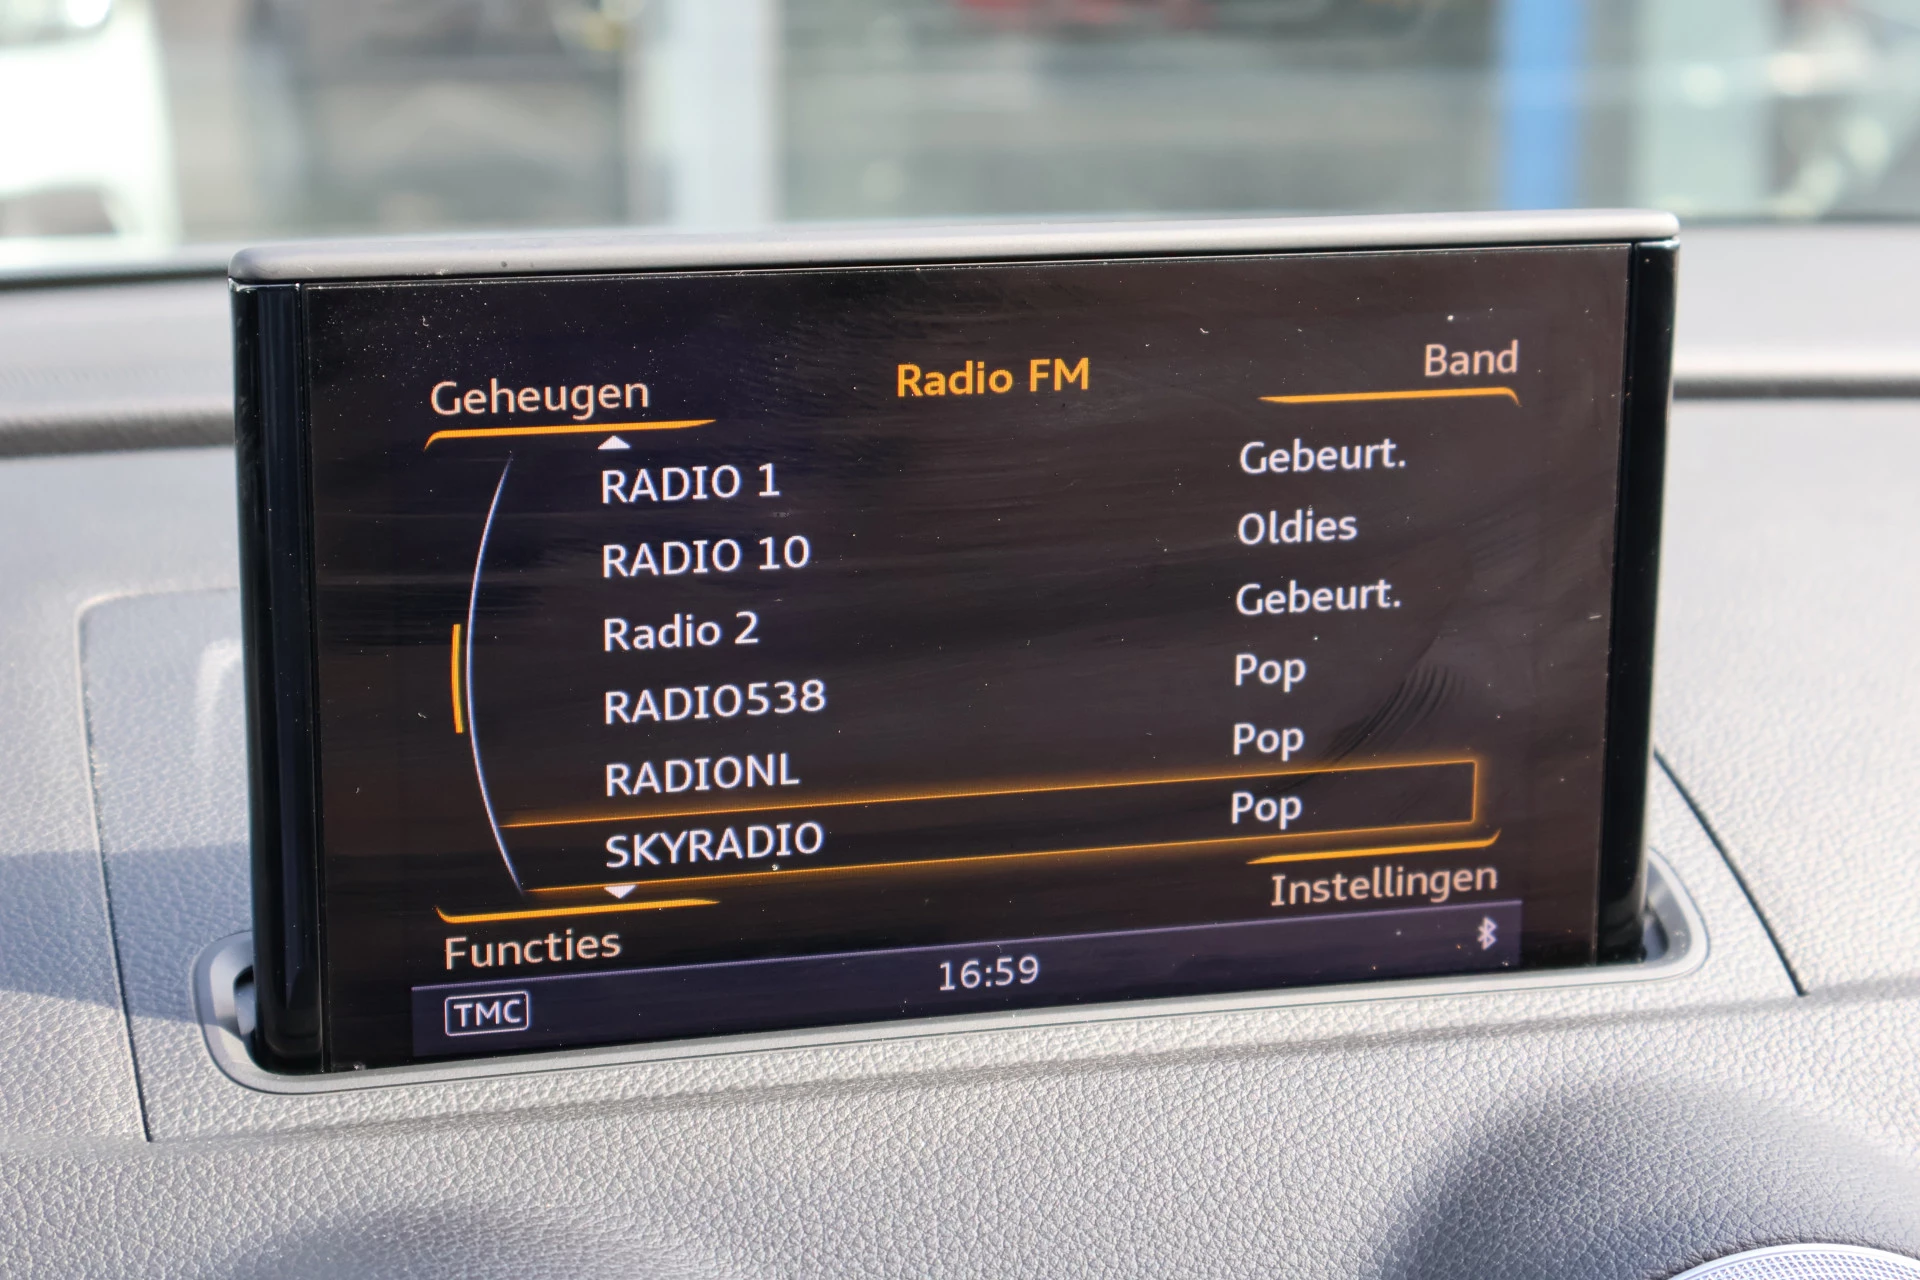 Geheugen Radio FM Band
RADIO 1 Gebeurt.
RADIO 10 Oldies
Radio 2 Gebeurt.
RADIO538 Pop
RADIONL Pop
SKYRADIO Pop
Functies Instellingen
TMC 16:59